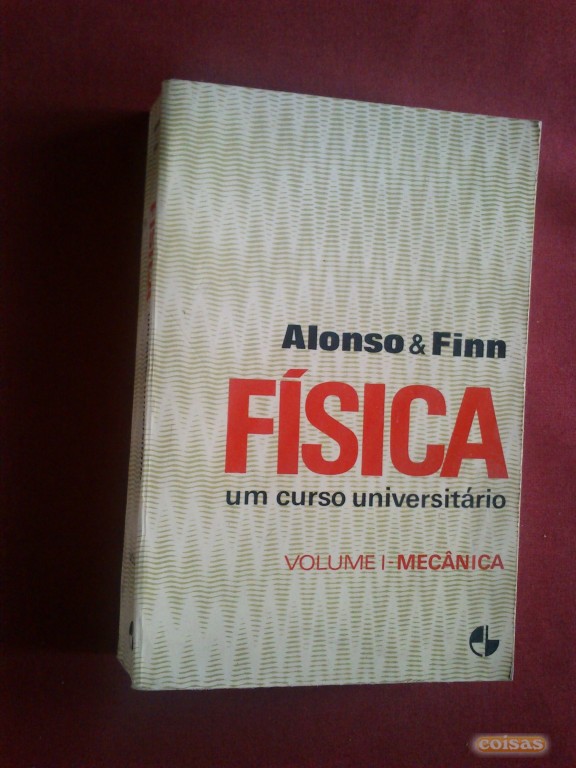 Alonso & Finn
FÍSICA
um curso universitário
VOLUME I - MECÂNICA
coisas